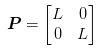 𝑷 = [ L 0
0 L ]